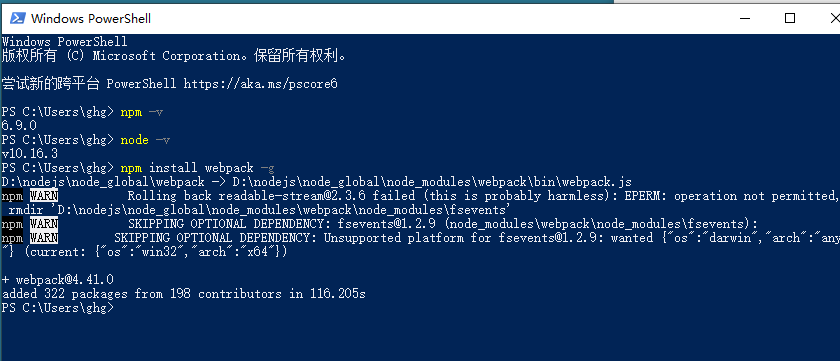 Windows PowerShell
Windows PowerShell
版权所有 (C) Microsoft Corporation。保留所有权利。
尝试新的跨平台 PowerShell https://aka.ms/pscore6
PS C:\Users\ghg> npm -v
6.9.0
PS C:\Users\ghg> node -v
v10.16.3
PS C:\Users\ghg> npm install webpack -g
D:\nodejs\node_global\webpack -> D:\nodejs\node_global\node_modules\webpack\bin\webpack.js
npm WARN Rolling back readable-stream@2.3.6 failed (this is probably harmless): EPERM: operation not permitted,
rmdir 'D:\nodejs\node_global\node_modules\webpack\node_modules\fsevents'
npm WARN SKIPPING OPTIONAL DEPENDENCY: fsevents@1.2.9 (node_modules\webpack\node_modules\fsevents):
npm WARN SKIPPING OPTIONAL DEPENDENCY: Unsupported platform for fsevents@1.2.9: wanted {"os":"darwin","arch":"any
"} (current: {"os":"win32","arch":"x64"})
+ webpack@4.41.0
added 322 packages from 198 contributors in 116.205s
PS C:\Users\ghg>